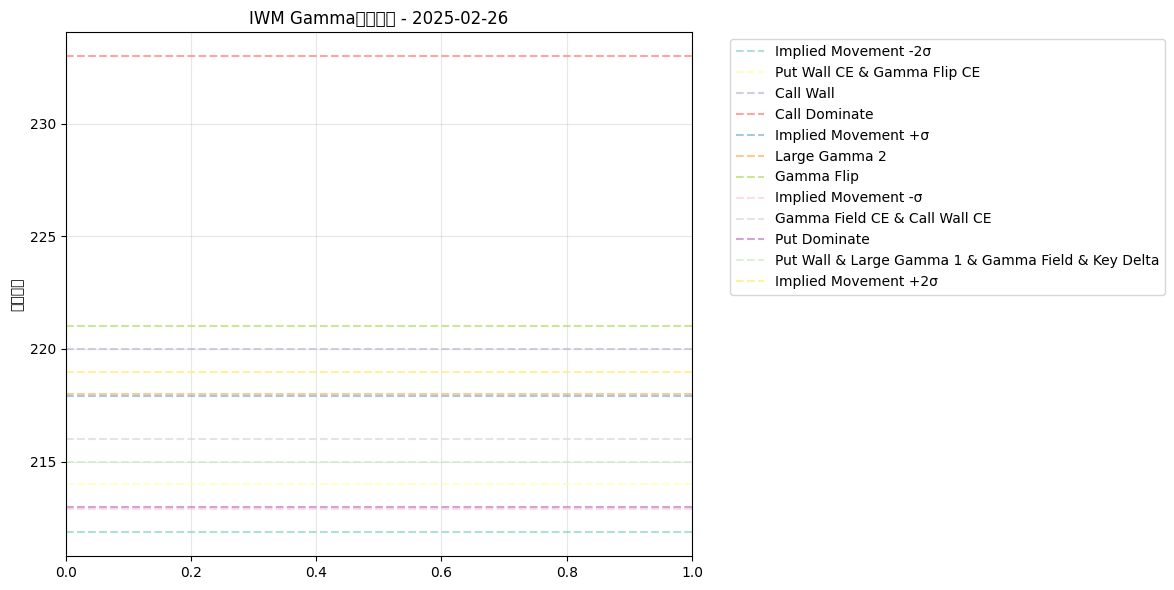 IWM Gamma - 2025-02-26
230
225
220
215
0.0 0.2 0.4 0.6 0.8 1.0
Implied Movement -2σ
Put Wall CE & Gamma Flip CE
Call Wall
Call Dominate
Implied Movement +σ
Large Gamma 2
Gamma Flip
Implied Movement -σ
Gamma Field CE & Call Wall CE
Put Dominate
Put Wall & Large Gamma 1 & Gamma Field & Key Delta
Implied Movement +2σ